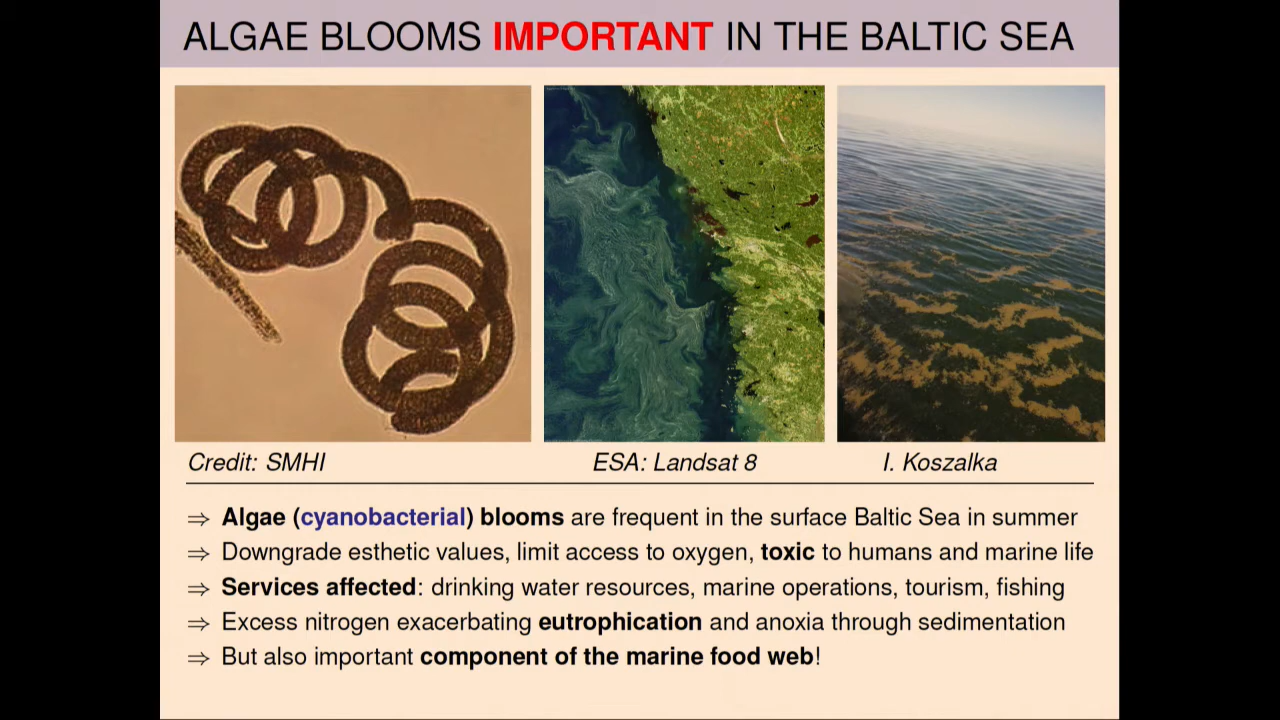 ALGAE BLOOMS IMPORTANT IN THE BALTIC SEA
Credit: SMHI
ESA: Landsat 8
I. Koszalka
⇒ Algae (cyanobacterial) blooms are frequent in the surface Baltic Sea in summer
⇒ Downgrade esthetic values, limit access to oxygen, toxic to humans and marine life
⇒ Services affected: drinking water resources, marine operations, tourism, fishing
⇒ Excess nitrogen exacerbating eutrophication and anoxia through sedimentation
⇒ But also important component of the marine food web!